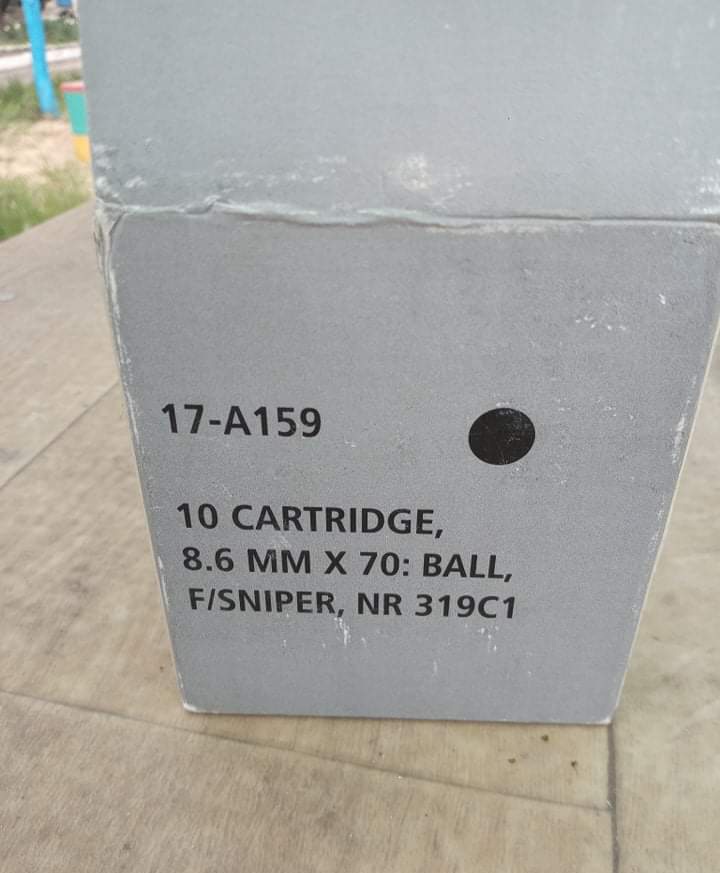 17-A159
10 CARTRIDGE,
8.6 MM X 70: BALL,
F/SNIPER, NR 319C1